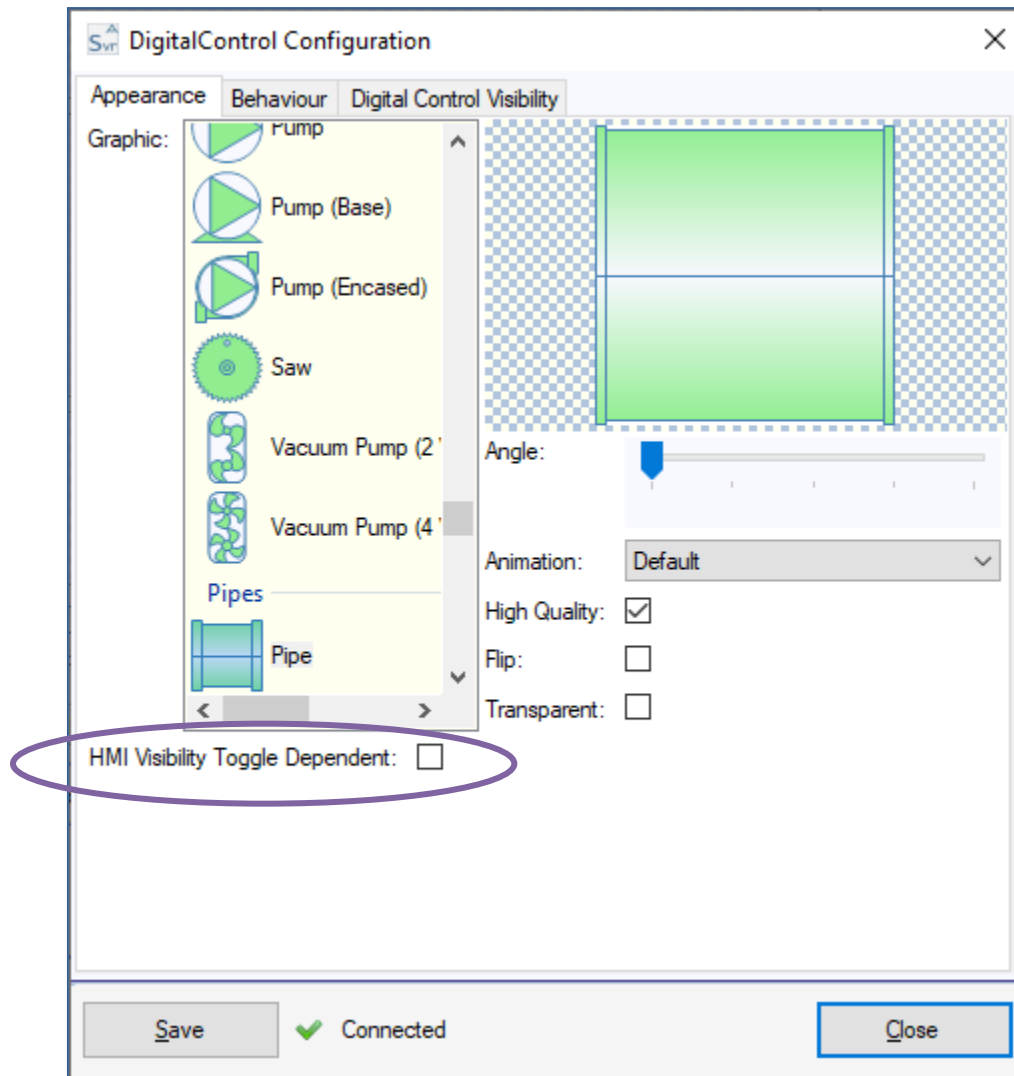 Svr DigitalControl Configuration
Appearance Behaviour Digital Control Visibility
Graphic:
Pump
Pump (Base)
Pump (Encased)
Saw
Vacuum Pump (2
Vacuum Pump (4
Pipes
Pipe
Angle:
Animation: Default
High Quality:
Flip:
Transparent:
HMI Visibility Toggle Dependent:
Save Connected Close